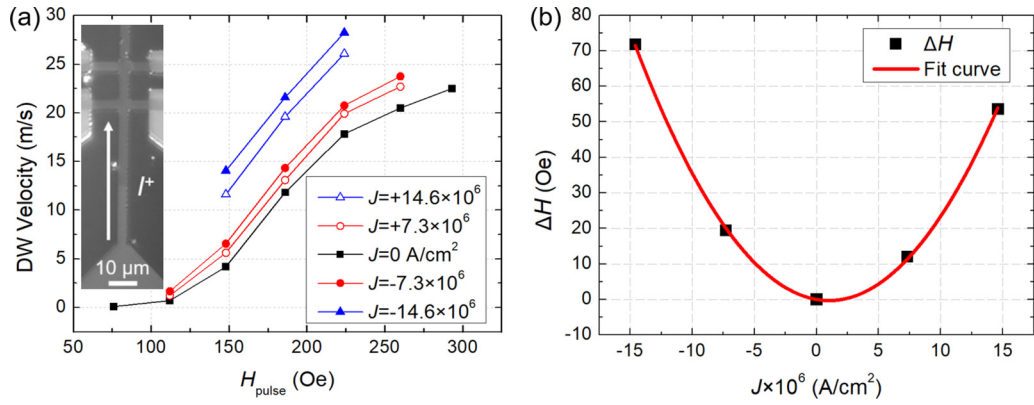 (a)
DW Velocity (m/s)
30
25
20
15
10
5
0
50 100 150 200 250 300
H_pulse (Oe)
I⁺
10 μm
J=+14.6×10⁶
J=+7.3×10⁶
J=0 A/cm²
J=-7.3×10⁶
J=-14.6×10⁶
(b)
ΔH (Oe)
80
70
60
50
40
30
20
10
0
-10
-15 -10 -5 0 5 10 15
J×10⁶ (A/cm²)
ΔH
Fit curve